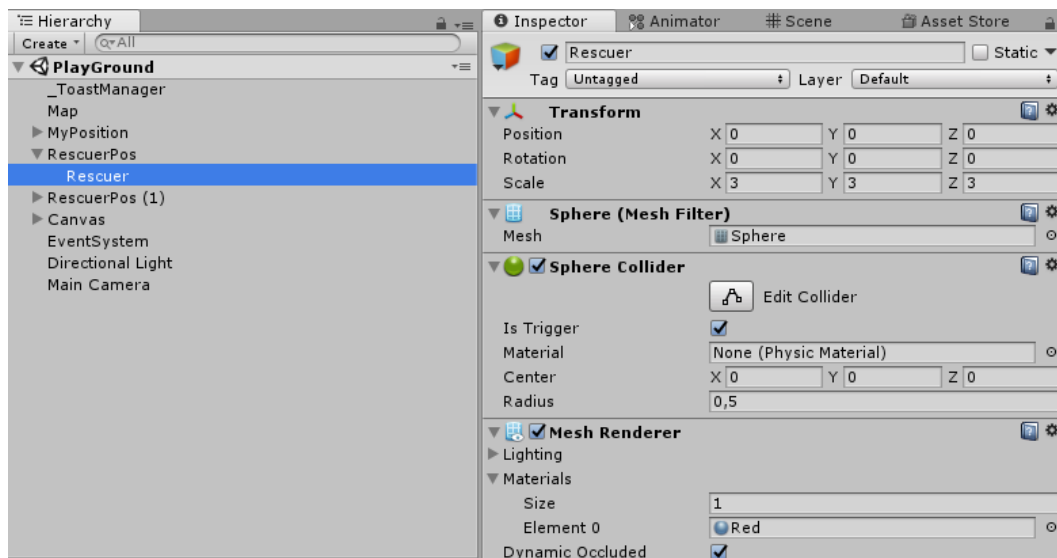 Hierarchy
Create
All
PlayGround
_ToastManager
Map
MyPosition
RescuerPos
Rescuer
RescuerPos (1)
Canvas
EventSystem
Directional Light
Main Camera
Inspector Animator Scene Asset Store
Rescuer Static
Tag Untagged Layer Default
Transform
Position X 0 Y 0 Z 0
Rotation X 0 Y 0 Z 0
Scale X 3 Y 3 Z 3
Sphere (Mesh Filter)
Mesh Sphere
Sphere Collider
Edit Collider
Is Trigger
Material None (Physic Material)
Center X 0 Y 0 Z 0
Radius 0,5
Mesh Renderer
Lighting
Materials
Size 1
Element 0 Red
Dynamic Occluded